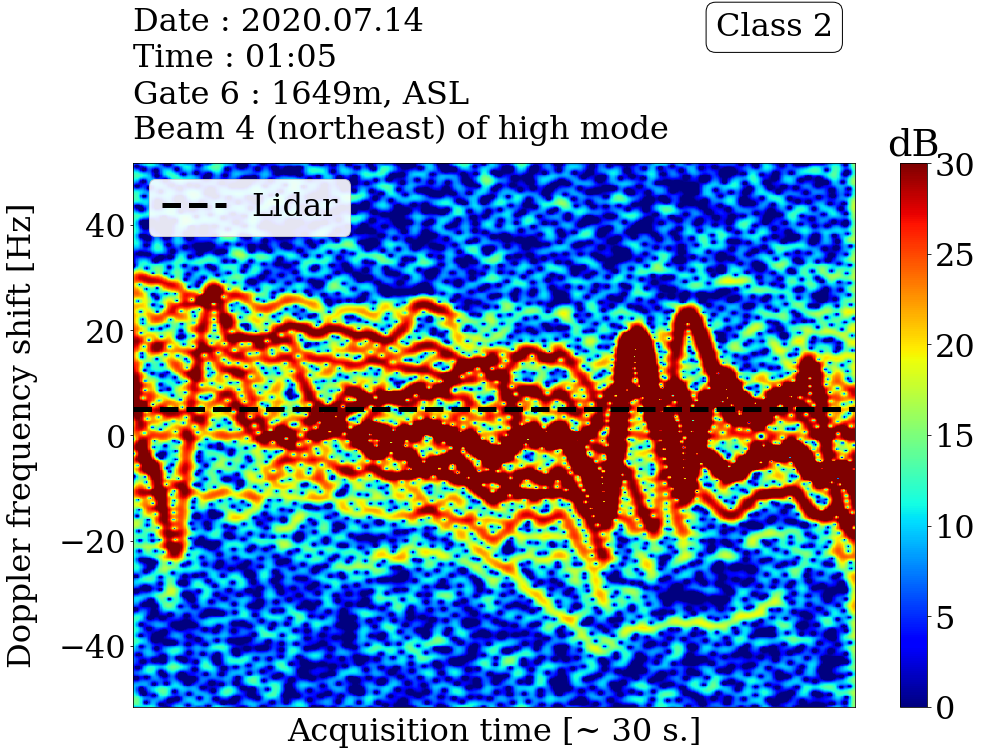 Date : 2020.07.14
Time : 01:05
Gate 6 : 1649m, ASL
Beam 4 (northeast) of high mode
Class 2
dB
Lidar
Doppler frequency shift [Hz]
40
20
0
−20
−40
Acquisition time [~ 30 s.]
30
25
20
15
10
5
0